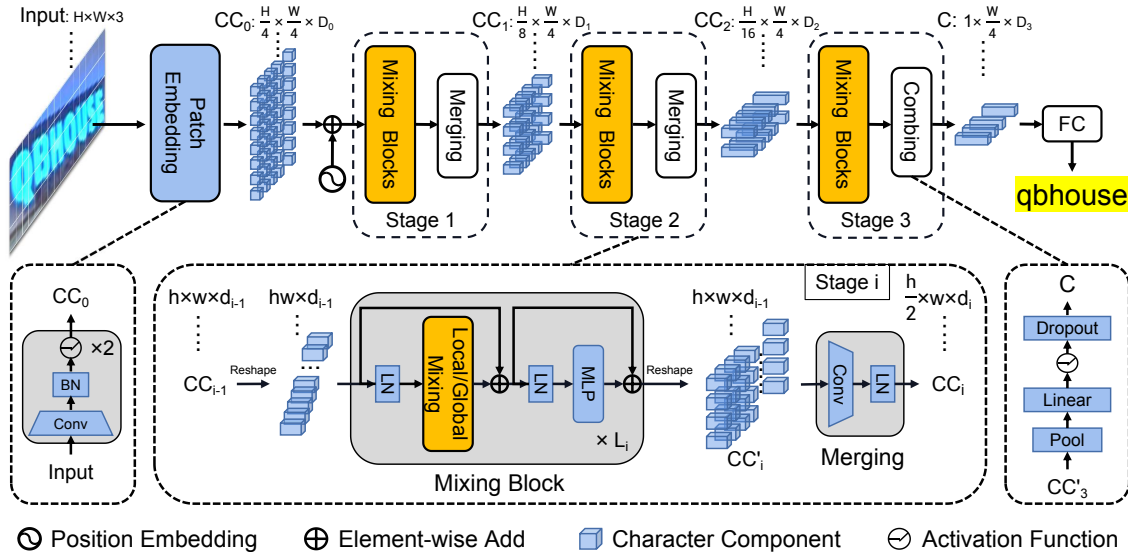 Input: H×W×3
CC₀: H/4 × W/4 × D₀
CC₁: H/8 × W/4 × D₁
CC₂: H/16 × W/4 × D₂
C: 1 × W/4 × D₃
QBHOUSE
Patch Embedding
Mixing Blocks
Merging
Stage 1
Mixing Blocks
Merging
Stage 2
Mixing Blocks
Combining
Stage 3
FC
qbhouse
CC₀
×2
BN
Conv
Input
Stage i
h×w×dᵢ₋₁
hw×dᵢ₋₁
CCᵢ₋₁
Reshape
LN
Local/Global Mixing
LN
MLP
× Lᵢ
Mixing Block
Reshape
h×w×dᵢ₋₁
CC'ᵢ
Conv
LN
Merging
h/2 ×w×dᵢ
CCᵢ
C
Dropout
Linear
Pool
CC'₃
Position Embedding
Element-wise Add
Character Component
Activation Function